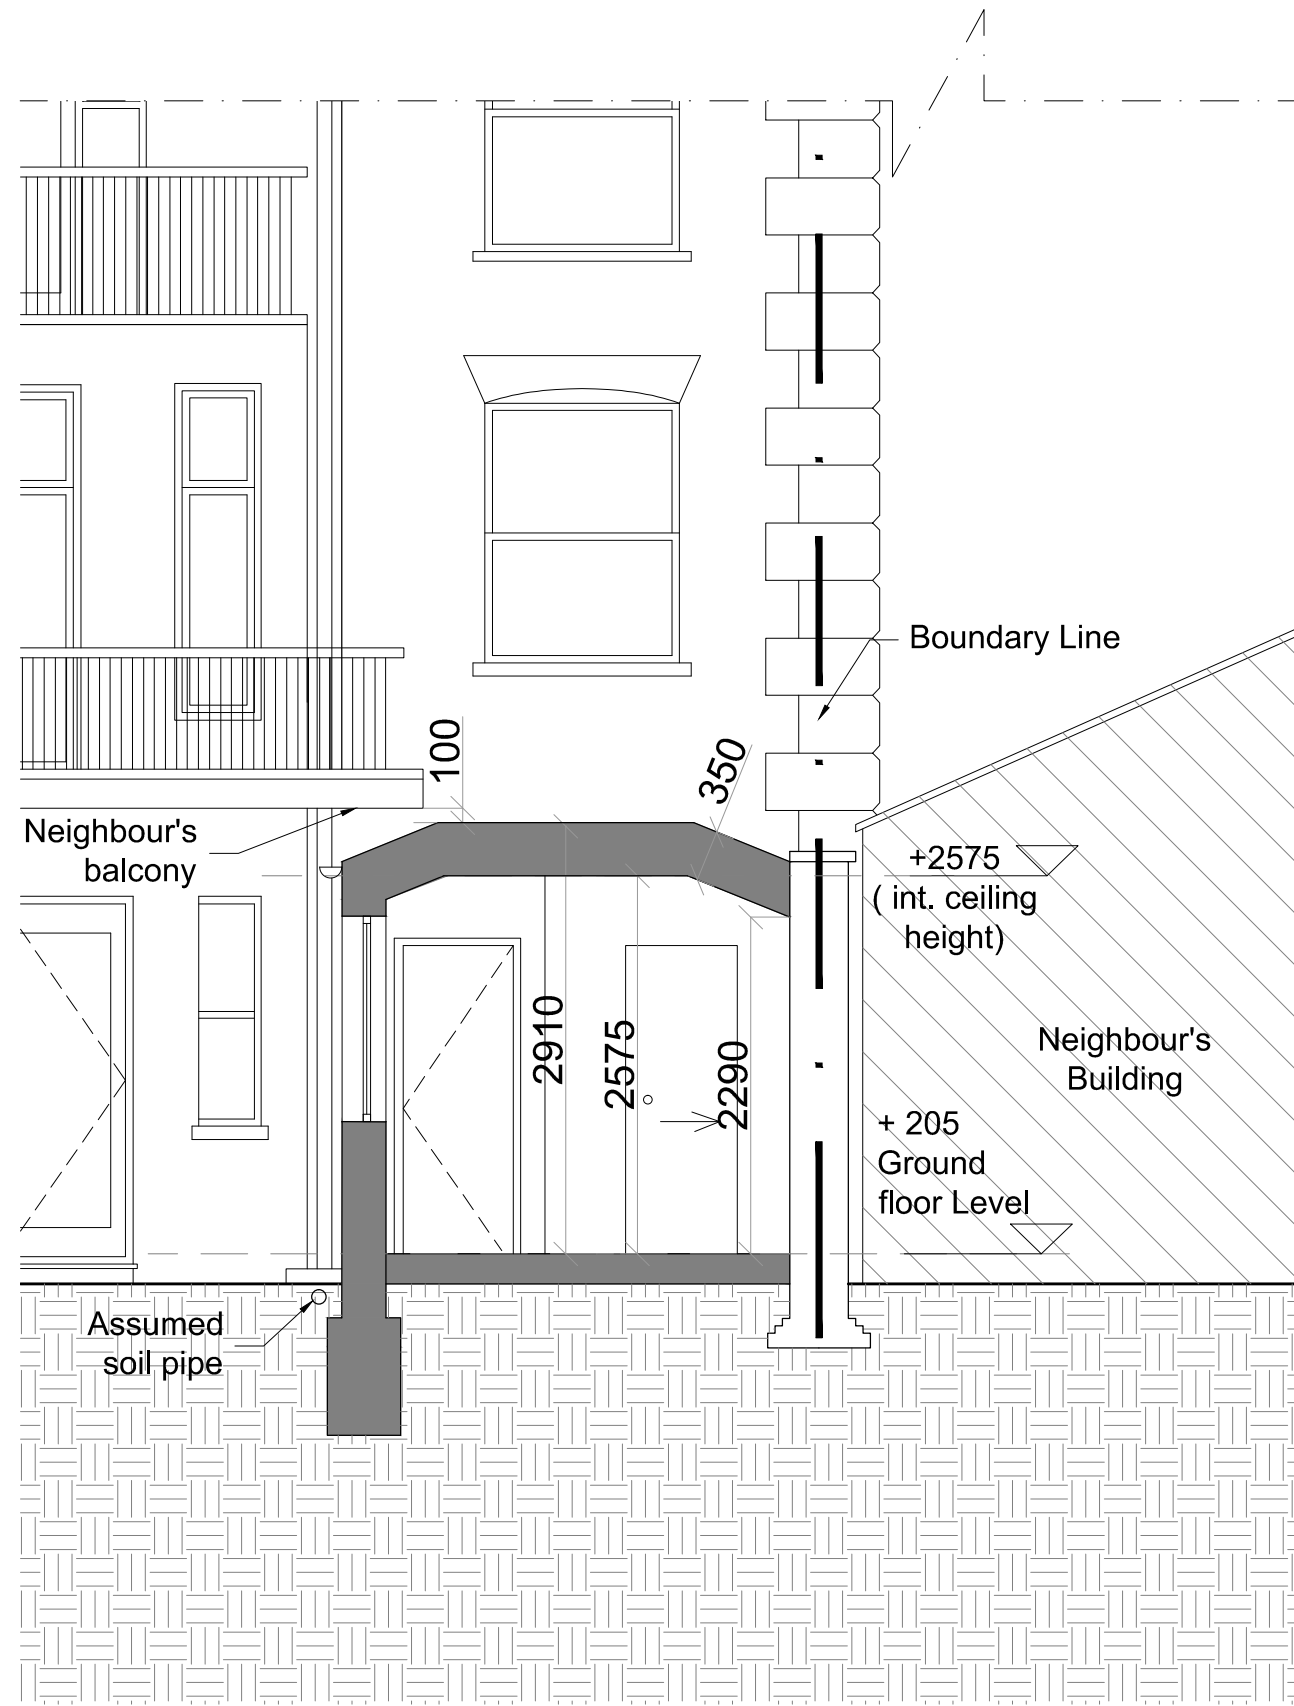 Boundary Line
100
350
Neighbour's
balcony
+2575
( int. ceiling
height)
2910
2575
2290
Neighbour's
Building
+ 205
Ground
floor Level
Assumed
soil pipe